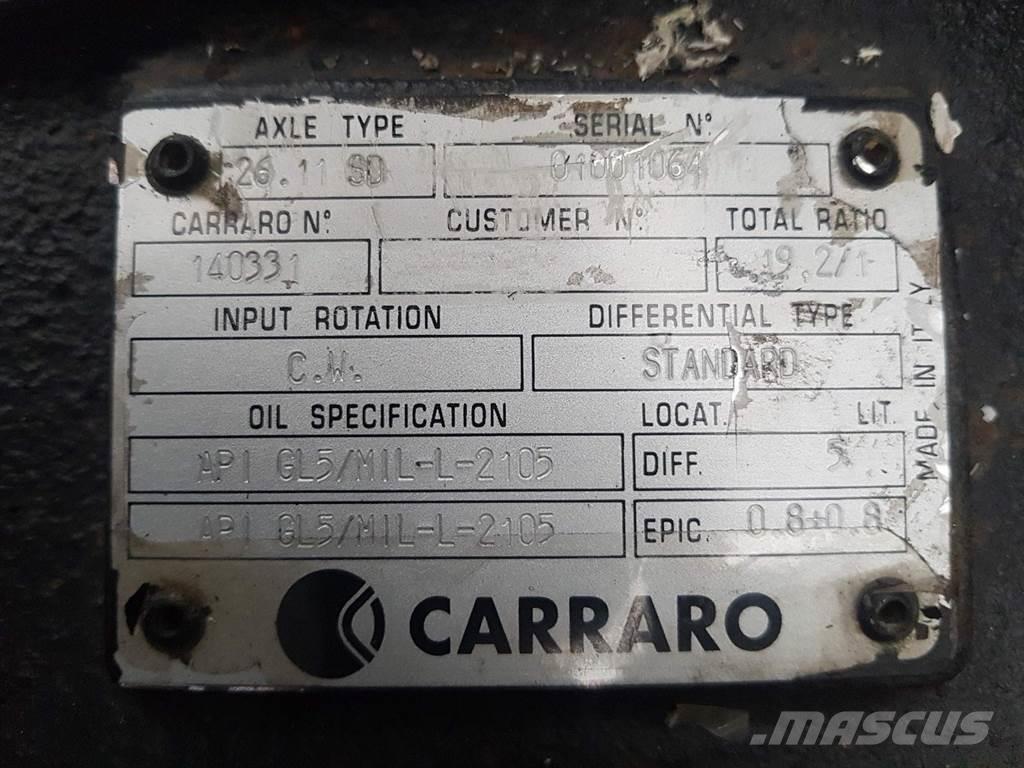 AXLE TYPE SERIAL N°
26.11 SD 01001064
CARRARO N°. CUSTOMER N°. TOTAL RATIO
140331 19,2/1
INPUT ROTATION DIFFERENTIAL TYPE
C.W. STANDARD
OIL SPECIFICATION LOCAT. LIT.
API GL5/MIL-L-2105 DIFF. 5
API GL5/MIL-L-2105 EPIC. 0.8+0.8
MADE IN ITALY
CARRARO
MASCUS